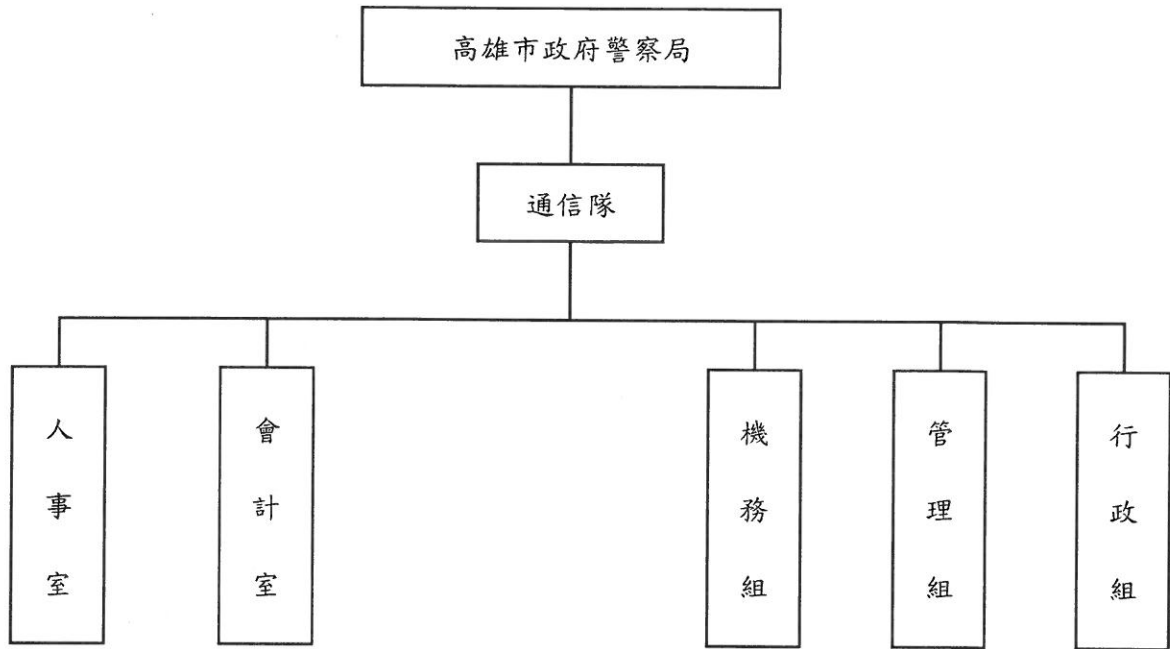 高雄市政府警察局
通信隊
人事室
會計室
機務組
管理組
行政組